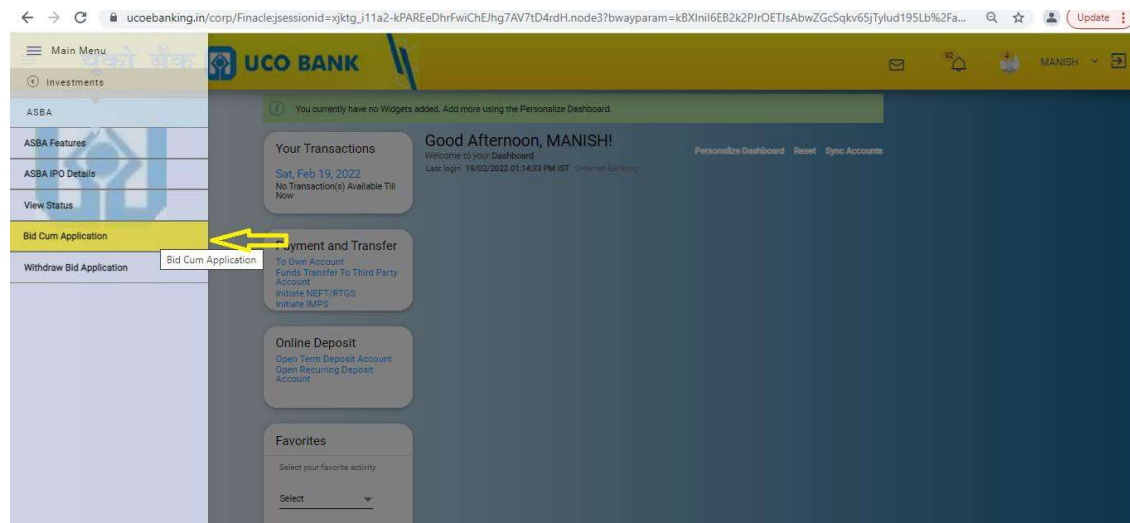 ucoebanking.in/corp/Finacle;jsessionid=xjktg_i11a2-kPAREeDhrFwiChEJhg7AV7tD4rdH.node3?bwayparam=kBXlniI6EB2k2PJrOETJsAbwZGcSqkv65jTylud195Lb%2Fa...
Update
Main Menu
Investments
ASBA
ASBA Features
ASBA IPO Details
View Status
Bid Cum Application
Withdraw Bid Application
Bid Cum Application
यूको बैंक
UCO BANK
92
4
MANISH
You currently have no Widgets added. Add more using the Personalize Dashboard.
Good Afternoon, MANISH!
Welcome to your Dashboard
Last login 19/02/2022 01:14:33 PM IST (Internet Banking)
Personalize Dashboard Reset Sync Accounts
Your Transactions
Sat, Feb 19, 2022
No Transaction(s) Available Till
Now
Payment and Transfer
To Own Account
Funds Transfer To Third Party
Account
Initiate NEFT/RTGS
Initiate IMPS
Online Deposit
Open Term Deposit Account
Open Recurring Deposit
Account
Favorites
Select your favorite activity
Select